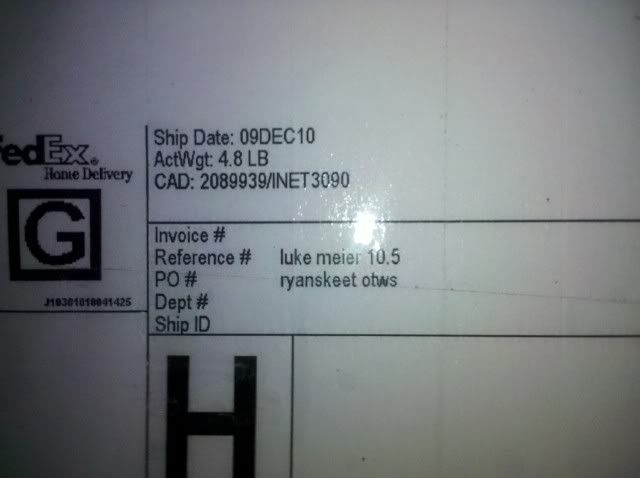 FedEx®
Home Delivery
G
J10301010041425
Ship Date: 09DEC10
ActWgt: 4.8 LB
CAD: 2089939/INET3090
Invoice #
Reference # luke meier 10.5
PO # ryanskeet otws
Dept #
Ship ID
H